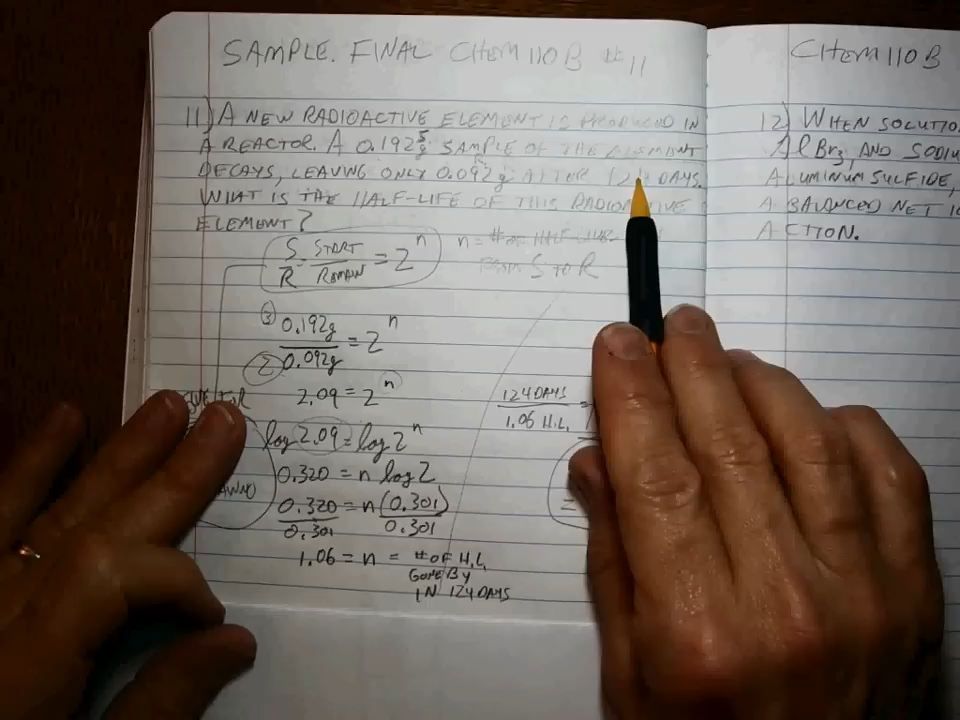 SAMPLE. FINAL CHEM 110B #11
11) A NEW RADIOACTIVE ELEMENT IS PRODUCED IN
A REACTOR. A 0.192g SAMPLE OF THE ELEMENT
DECAYS, LEAVING ONLY 0.092g AFTER 124 DAYS.
WHAT IS THE HALF-LIFE OF THIS RADIOACTIVE
ELEMENT?
S/R = START/REMAIN = 2^n n = # OF HALF LIVES
FROM S TO R
S 0.192g / R 0.092g = 2^n
2.09 = 2^n
124 DAYS / 1.06 H.L. =
log 2.09 = log 2^n
0.320 = n log 2
0.320 / 0.301 = n (0.301) / 0.301
1.06 = n = # OF H.L.
GONE BY
IN 124 DAYS
CHEM 110B
12) WHEN SOLUTIO
AlBr3, AND SODIU
ALUMINUM SULFIDE,
A BALANCED NET IO
ACTION.